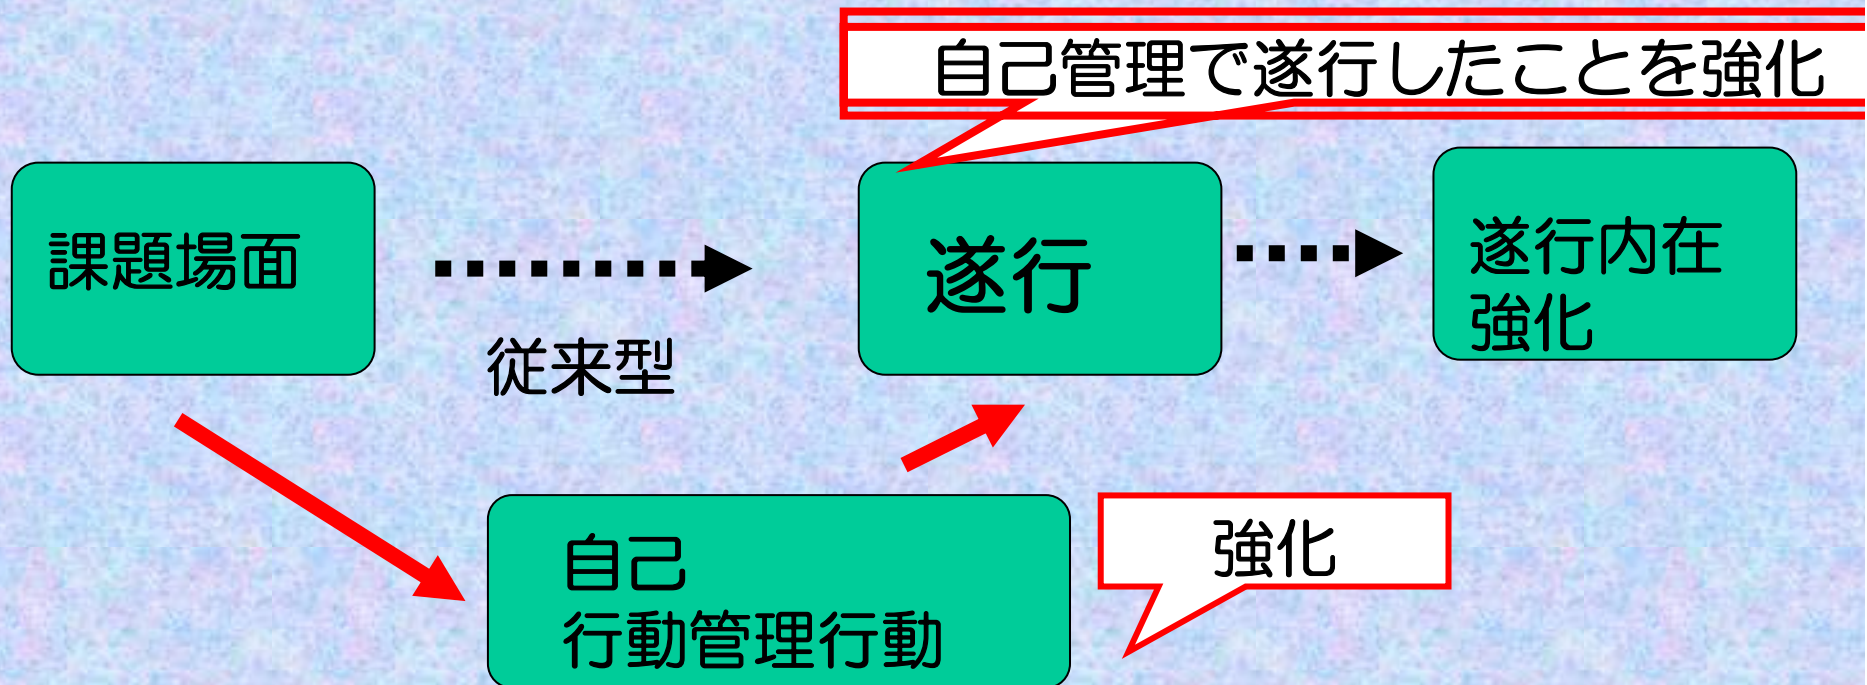 自己管理で遂行したことを強化
課題場面
従来型
遂行
遂行内在
強化
自己
行動管理行動
強化